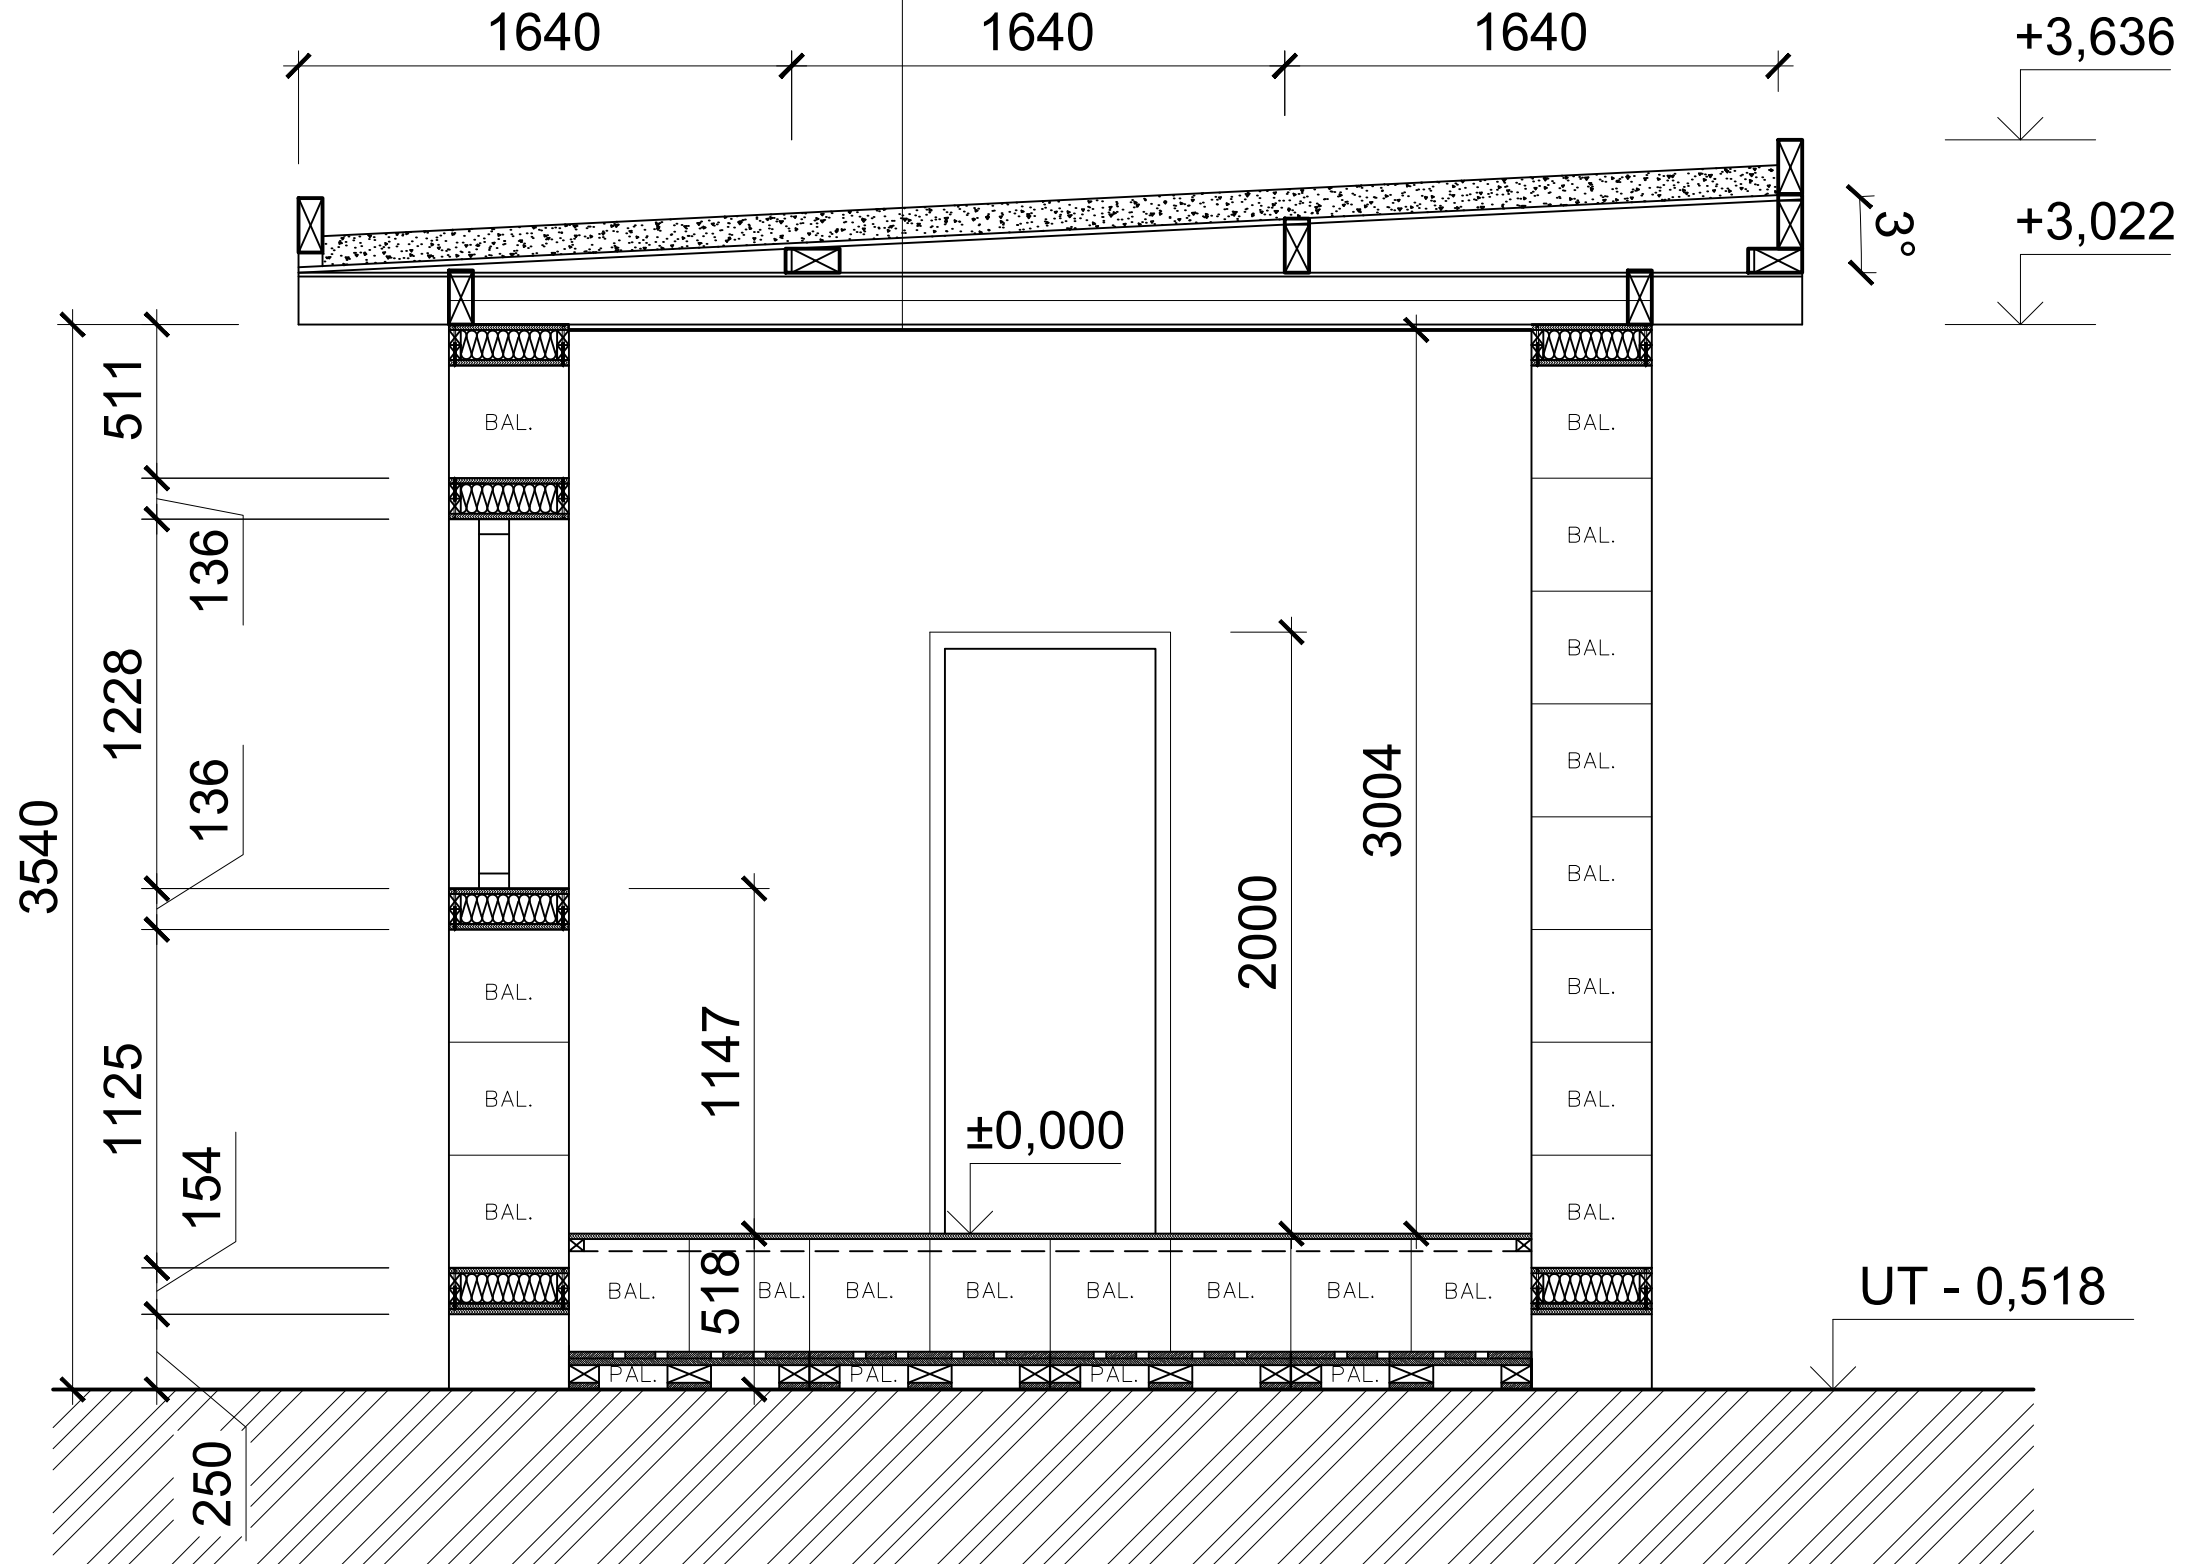 1640 1640 1640
+3,636
+3,022
3°
511
136
1228
136
3540
1125
154
250
1147
518
2000
3004
±0,000
UT - 0,518
BAL.
BAL.
BAL.
BAL.
BAL.
BAL.
BAL.
BAL.
BAL.
BAL.
BAL.
BAL.
BAL. BAL. BAL. BAL. BAL. BAL. BAL. BAL.
PAL. PAL. PAL. PAL.